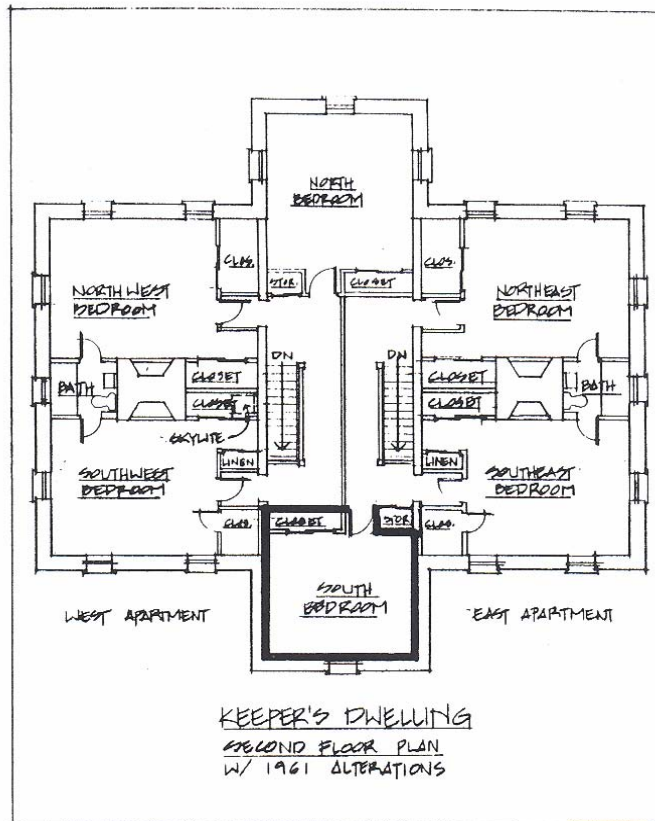 NORTH
BEDROOM
CLOS.
CLOS.
STOR.
CLOSET
NORTHWEST
BEDROOM
NORTHEAST
BEDROOM
DN
DN
BATH
CLOSET
CLOSET
BATH
CLOSET
CLOSET
SKYLITE
LINEN
LINEN
SOUTHWEST
BEDROOM
SOUTHEAST
BEDROOM
CLOS.
CLOSET
STOR.
CLOS.
SOUTH
BEDROOM
WEST APARTMENT
EAST APARTMENT
KEEPER'S DWELLING
SECOND FLOOR PLAN
W/ 1961 ALTERATIONS